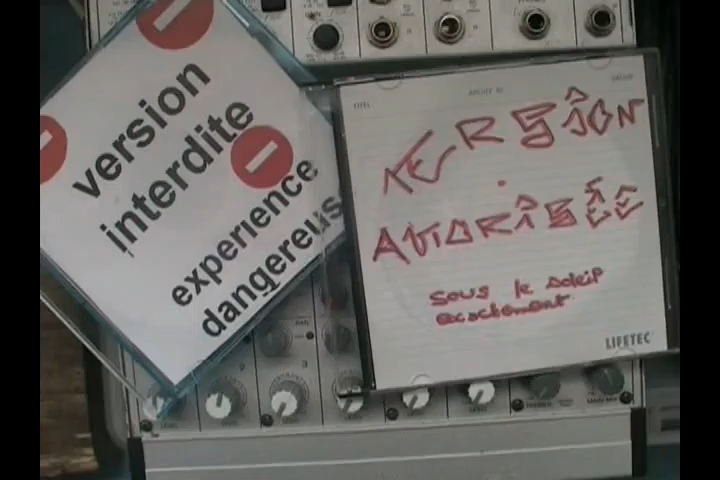 version
interdite
experience
dangereus
VERSION
AUTORISÉE
sous le soleil
exactement
LIFETEC